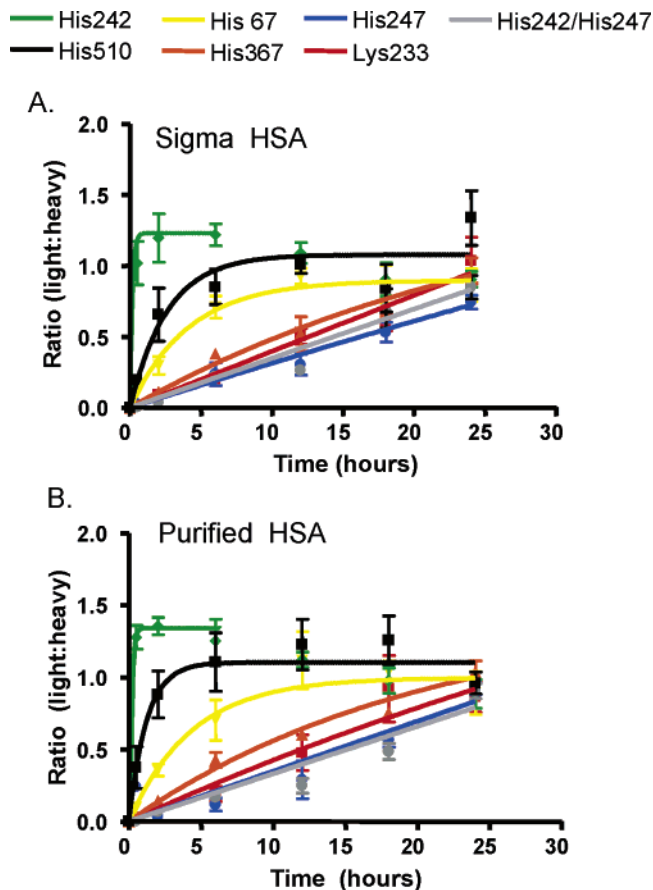 His242 His 67 His247 His242/His247
His510 His367 Lys233
A.
Sigma HSA
2.0
1.5
1.0
0.5
0.0
Ratio (light:heavy)
0 5 10 15 20 25 30
Time (hours)
B.
Purified HSA
2.0
1.5
1.0
0.5
0.0
Ratio (light:heavy)
0 5 10 15 20 25 30
Time (hours)